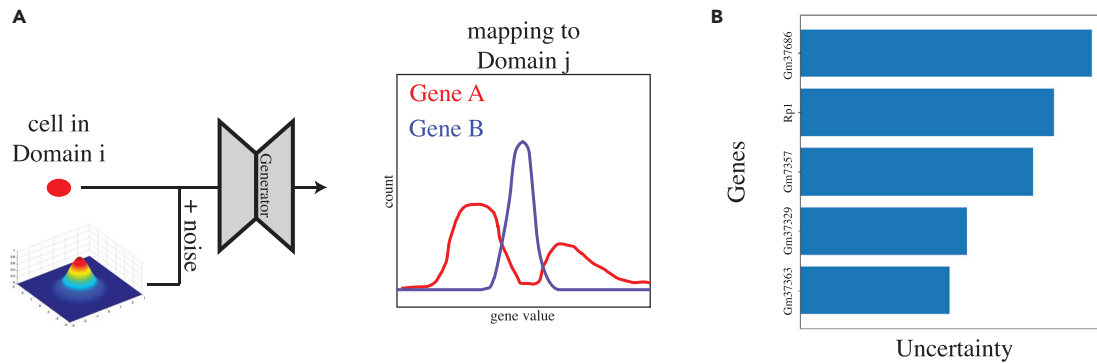 A
cell in
Domain i
+ noise
Generator
mapping to
Domain j
Gene A
Gene B
count
gene value
B
Genes
Gm37686
Rp1
Gm7357
Gm37329
Gm37363
Uncertainty